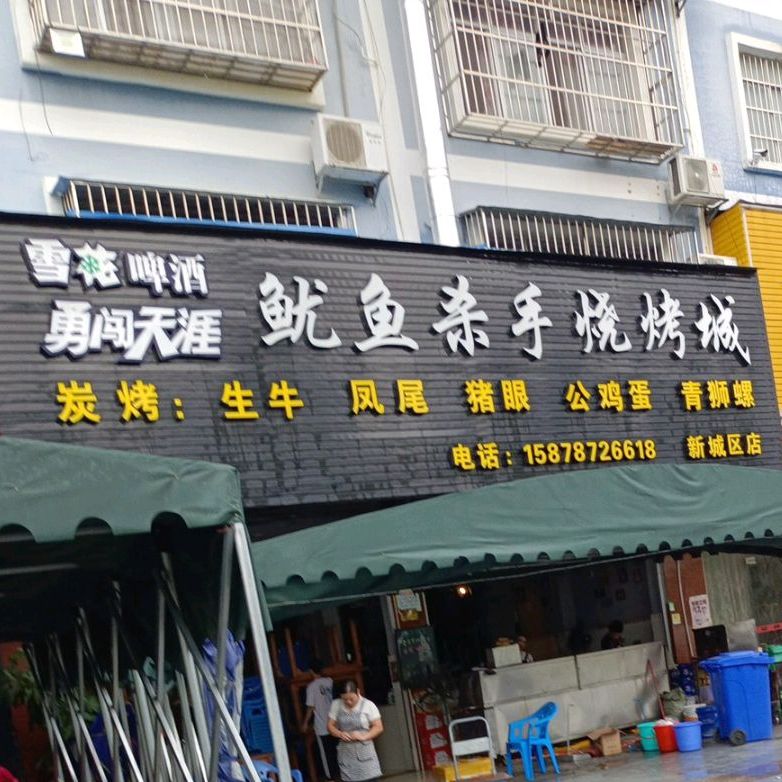 雪花啤酒
勇闯天涯
鱿鱼杀手烧烤城
炭烤：生牛 凤尾 猪眼 公鸡蛋 青狮螺
电话：15878726618 新城区店